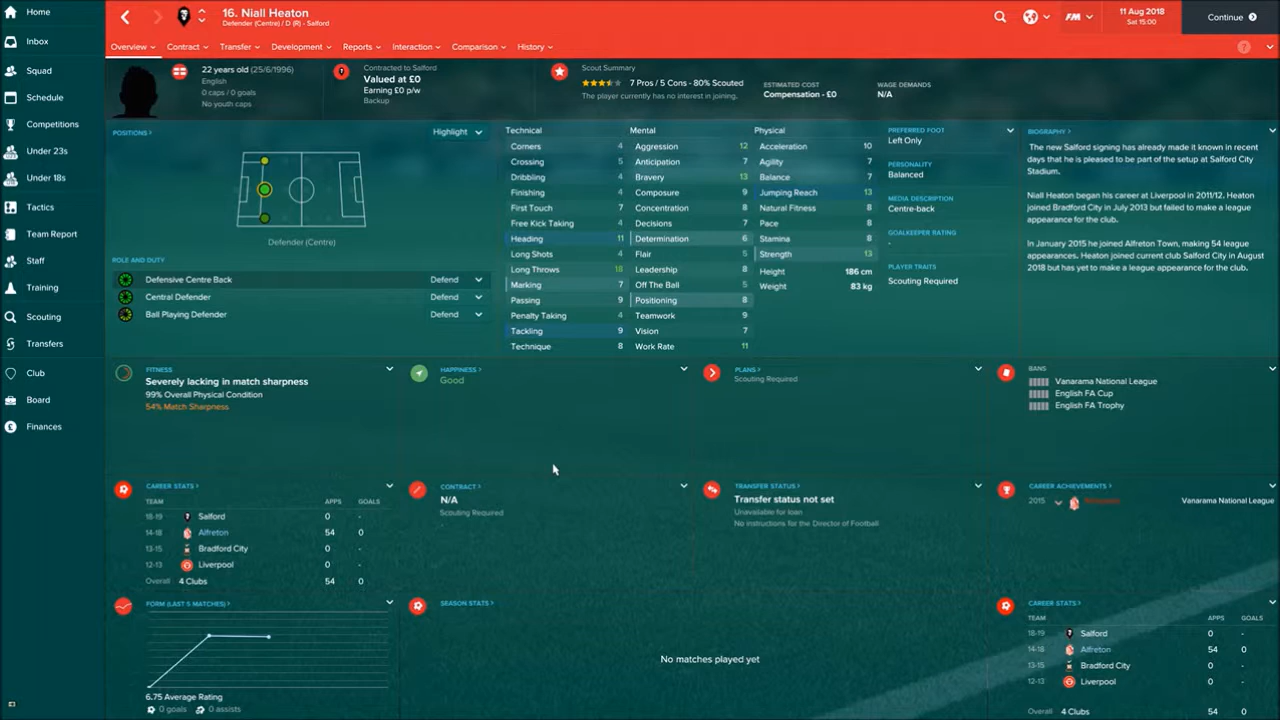 Home
Inbox
Squad
Schedule
Competitions
Under 23s
Under 18s
Tactics
Team Report
Staff
Training
Scouting
Transfers
Club
Board
Finances
16. Niall Heaton
Defender (Centre) / D (R) - Salford
FM
11 Aug 2018
Sat 15:00
Continue
Overview Contract Transfer Development Reports Interaction Comparison History
22 years old (25/6/1996)
English
0 caps / 0 goals
No youth caps
Contracted to Salford
Valued at £0
Earning £0 p/w
Backup
Scout Summary
7 Pros / 5 Cons - 80% Scouted
The player currently has no interest in joining.
ESTIMATED COST
Compensation - £0
WAGE DEMANDS
N/A
POSITIONS >
Highlight
Defender (Centre)
ROLE AND DUTY
Defensive Centre Back Defend
Central Defender Defend
Ball Playing Defender Defend
Technical
Corners 4
Crossing 5
Dribbling 4
Finishing 4
First Touch 7
Free Kick Taking 4
Heading 11
Long Shots 4
Long Throws 18
Marking 7
Passing 9
Penalty Taking 4
Tackling 9
Technique 8
Mental
Aggression 12
Anticipation 7
Bravery 13
Composure 9
Concentration 8
Decisions 7
Determination 6
Flair 5
Leadership 8
Off The Ball 5
Positioning 8
Teamwork 9
Vision 7
Work Rate 11
Physical
Acceleration 10
Agility 7
Balance 7
Jumping Reach 13
Natural Fitness 8
Pace 8
Stamina 8
Strength 13
Height 186 cm
Weight 83 kg
PREFERRED FOOT
Left Only
PERSONALITY
Balanced
MEDIA DESCRIPTION
Centre-back
GOALKEEPER RATING
-
PLAYER TRAITS
Scouting Required
BIOGRAPHY >
The new Salford signing has already made it known in recent
days that he is pleased to be part of the setup at Salford City
Stadium.
Niall Heaton began his career at Liverpool in 2011/12. Heaton
joined Bradford City in July 2013 but failed to make a league
appearance for the club.
In January 2015 he joined Alfreton Town, making 54 league
appearances. Heaton joined current club Salford City in August
2018 but has yet to make a league appearance for the club.
FITNESS
Severely lacking in match sharpness
99% Overall Physical Condition
54% Match Sharpness
HAPPINESS >
Good
PLANS >
Scouting Required
BANS
Vanarama National League
English FA Cup
English FA Trophy
CAREER STATS >
TEAM APPS GOALS
18-19 Salford 0 -
14-18 Alfreton 54 0
13-15 Bradford City 0 -
12-13 Liverpool 0 -
Overall 4 Clubs 54 0
CONTRACT >
N/A
Scouting Required
TRANSFER STATUS >
Transfer status not set
Unavailable for loan
No instructions for the Director of Football
CAREER ACHIEVEMENTS >
2015 Vanarama National League
FORM (LAST 5 MATCHES) >
6.75 Average Rating
0 goals 0 assists
SEASON STATS >
No matches played yet
CAREER STATS >
TEAM APPS GOALS
18-19 Salford 0 -
14-18 Alfreton 54 0
13-15 Bradford City 0 -
12-13 Liverpool 0 -
Overall 4 Clubs 54 0